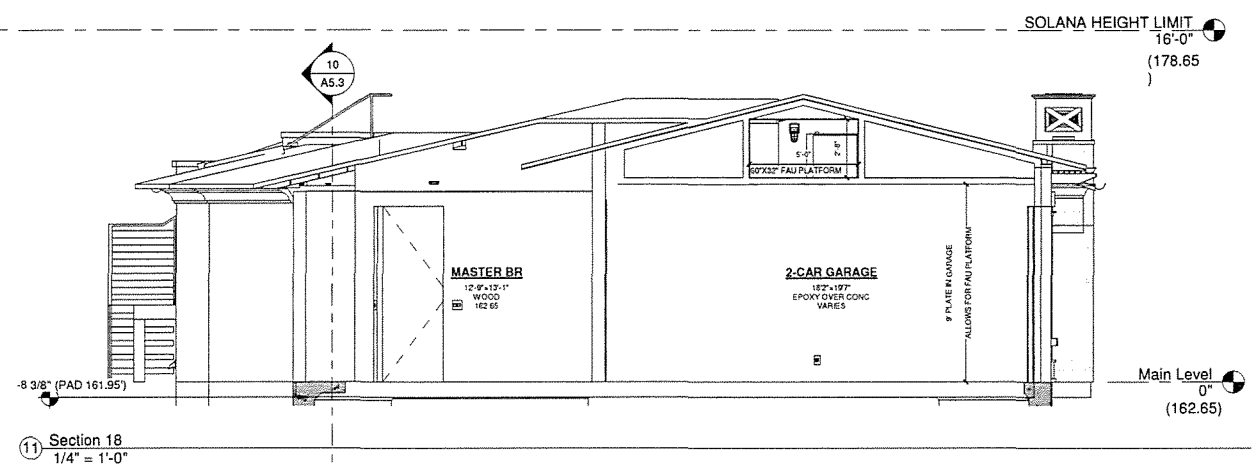 SOLANA HEIGHT LIMIT
16'-0"
(178.65
)
10
A5.3
5'-0"
2'-8"
60"X32" FAU PLATFORM
MASTER BR
12'-9"×13'-1"
WOOD
162.65
2-CAR GARAGE
18'2"×19'7"
EPOXY OVER CONC
VARIES
9' PLATE IN GARAGE
ALLOWS FOR FAU PLATFORM
-8 3/8" (PAD 161.95')
Main Level
0"
(162.65)
11 Section 18
1/4" = 1'-0"